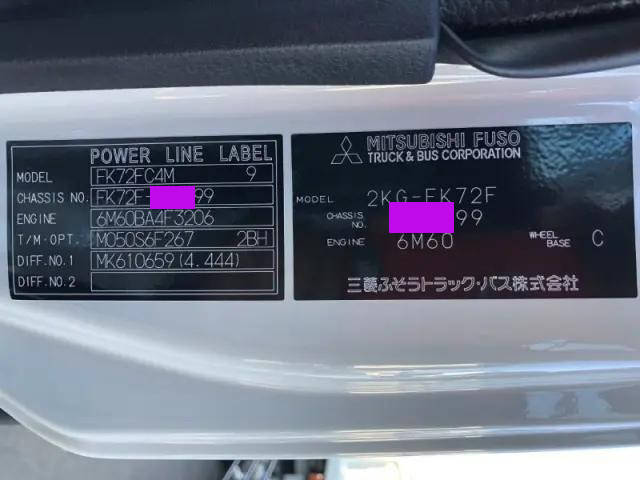 POWER LINE LABEL
MODEL FK72FC4M 9
CHASSIS NO. FK72F- 99
ENGINE 6M60BA4F3206
T/M·OPT. M050S6F267 2BH
DIFF.NO.1 MK610659(4.444)
DIFF.NO.2
MITSUBISHI FUSO
TRUCK & BUS CORPORATION
MODEL 2KG-FK72F
CHASSIS NO. 99
ENGINE 6M60 WHEEL BASE C
三菱ふそうトラック・バス株式会社